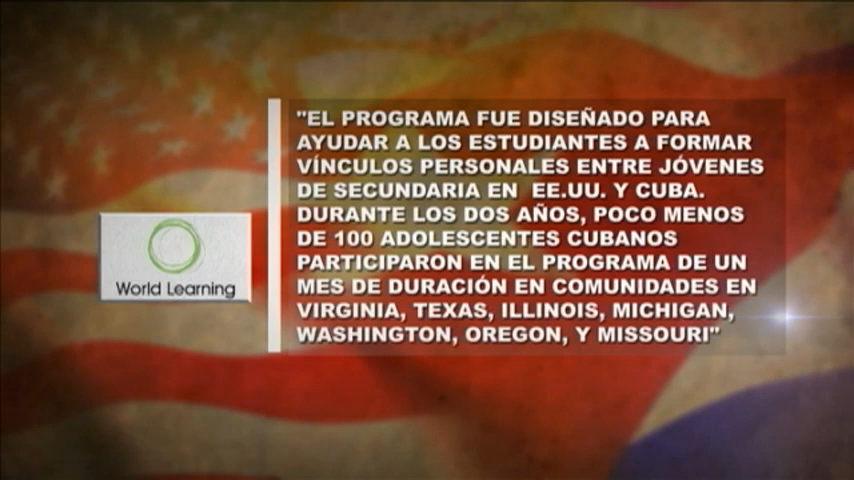 "EL PROGRAMA FUE DISEÑADO PARA
AYUDAR A LOS ESTUDIANTES A FORMAR
VÍNCULOS PERSONALES ENTRE JÓVENES
DE SECUNDARIA EN  EE.UU. Y CUBA.
DURANTE LOS DOS AÑOS, POCO MENOS
DE 100 ADOLESCENTES CUBANOS
PARTICIPARON EN EL PROGRAMA DE UN
MES DE DURACIÓN EN COMUNIDADES EN
VIRGINIA, TEXAS, ILLINOIS, MICHIGAN,
WASHINGTON, OREGON, Y MISSOURI"
World Learning